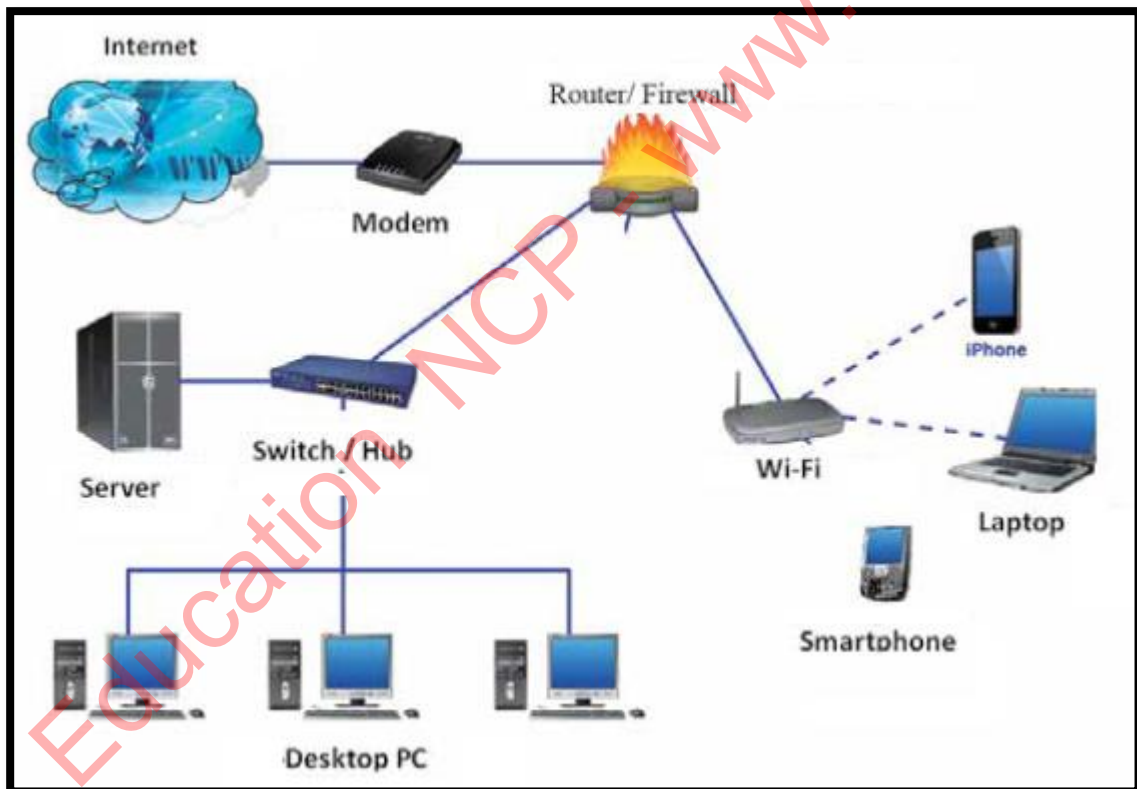 Internet
Router/ Firewall
Modem
iPhone
Switch / Hub
Wi-Fi
Server
Laptop
Smartphone
Desktop PC
Education NCP - www.